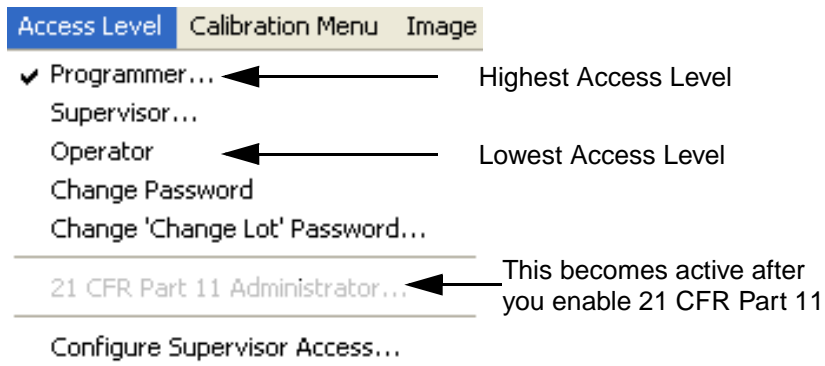 Access Level Calibration Menu Image
✔ Programmer... Highest Access Level
Supervisor...
Operator Lowest Access Level
Change Password
Change 'Change Lot' Password...
21 CFR Part 11 Administrator... This becomes active after
you enable 21 CFR Part 11
Configure Supervisor Access...